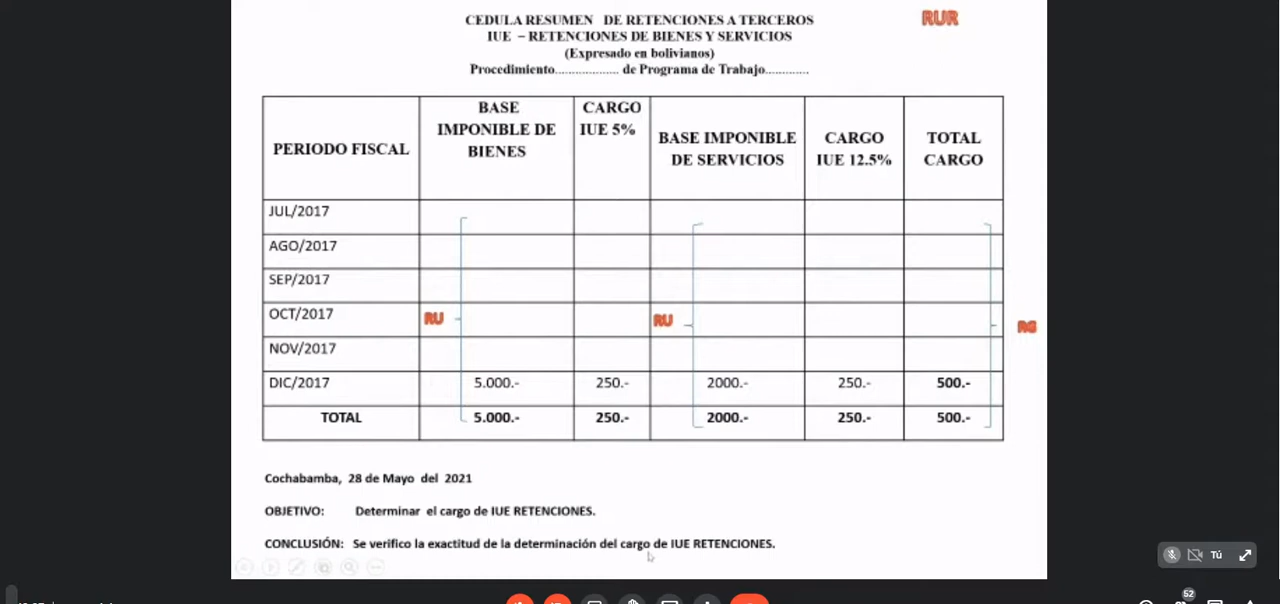 CEDULA RESUMEN DE RETENCIONES A TERCEROS
RUR
IUE – RETENCIONES DE BIENES Y SERVICIOS
(Expresado en bolivianos)
Procedimiento.................... de Programa de Trabajo.............
PERIODO FISCAL BASE IMPONIBLE DE BIENES CARGO IUE 5% BASE IMPONIBLE DE SERVICIOS CARGO IUE 12.5% TOTAL CARGO
JUL/2017
AGO/2017
SEP/2017
OCT/2017 RU RU RG
NOV/2017
DIC/2017 5.000.- 250.- 2000.- 250.- 500.-
TOTAL 5.000.- 250.- 2000.- 250.- 500.-
Cochabamba, 28 de Mayo del 2021
OBJETIVO: Determinar el cargo de IUE RETENCIONES.
CONCLUSIÓN: Se verifico la exactitud de la determinación del cargo de IUE RETENCIONES.
Tú
52